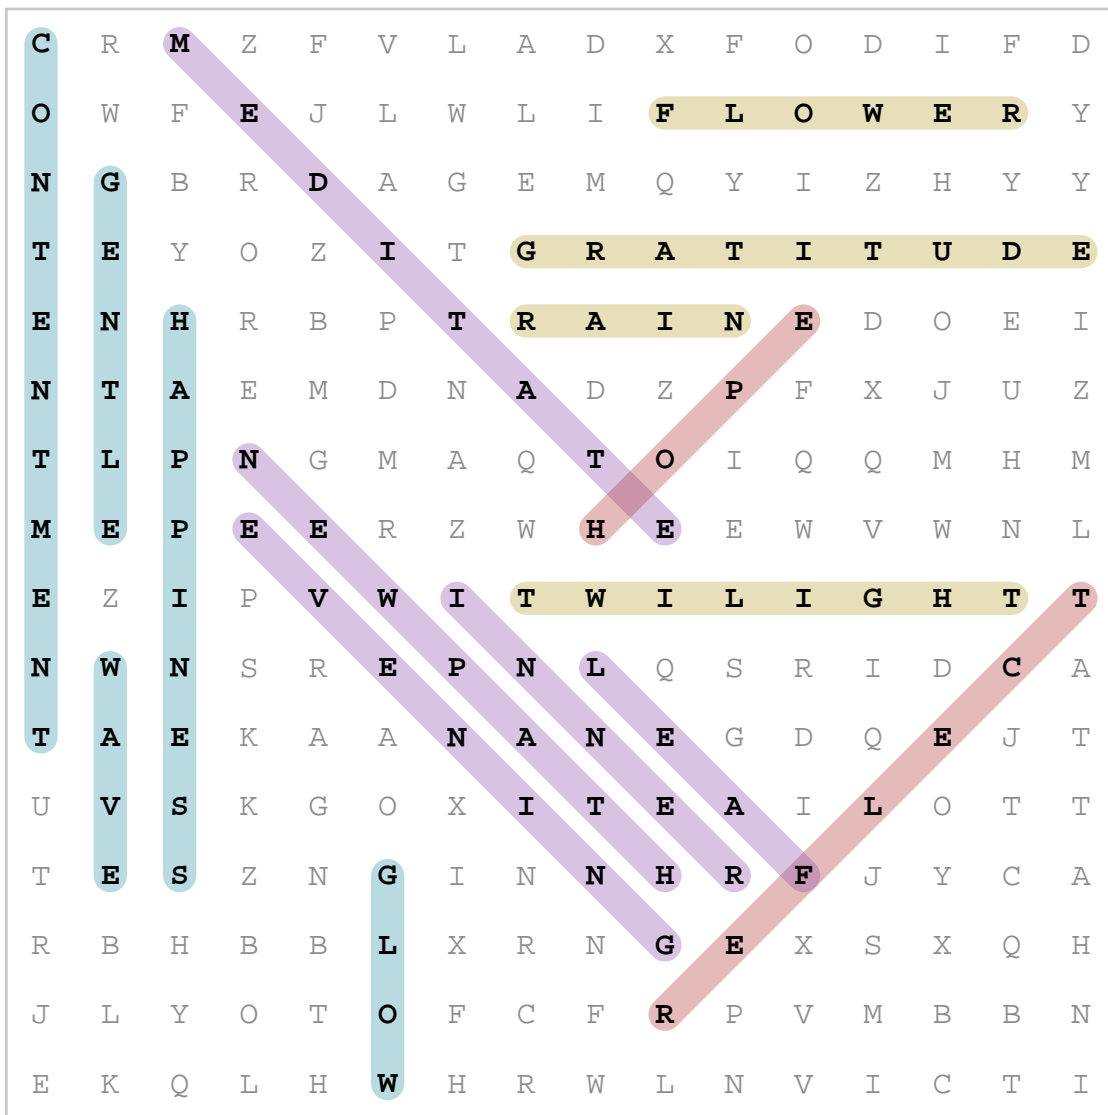 C R M Z F V L A D X F O D I F D
O W F E J L W L I F L O W E R Y
N G B R D A G E M Q Y I Z H Y Y
T E Y O Z I T G R A T I T U D E
E N H R B P T R A I N E D O E I
N T A E M D N A D Z P F X J U Z
T L P N G M A Q T O I Q Q M H M
M E P E E R Z W H E E W V W N L
E Z I P V W I T W I L I G H T T
N W N S R E P N L Q S R I D C A
T A E K A A N A N E G D Q E J T
U V S K G O X I T E A I L O T T
T E S Z N G I N N H R F J Y C A
R B H B B L X R N G E X S X Q H
J L Y O T O F C F R P V M B B N
E K Q L H W H R W L N V I C T I